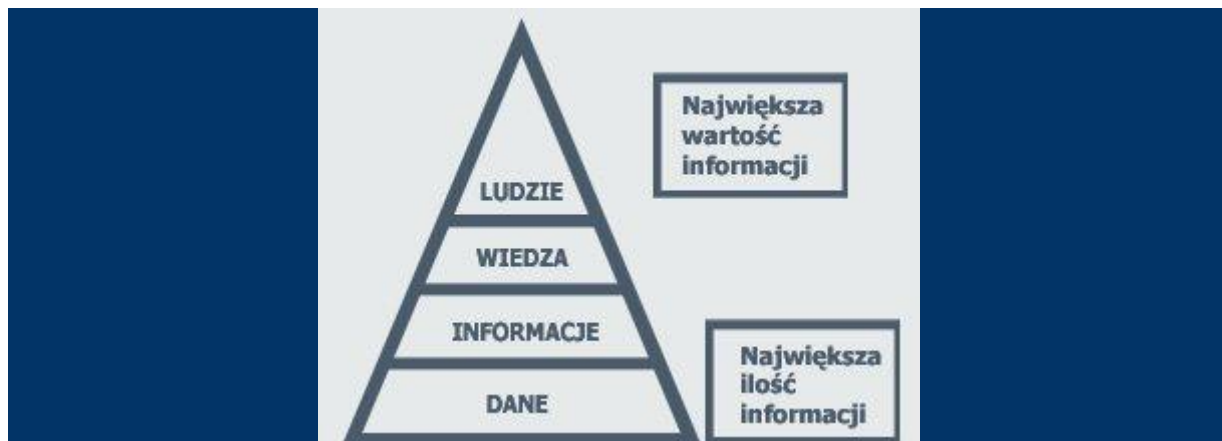 Największa
wartość
informacji
LUDZIE
WIEDZA
INFORMACJE
DANE
Największa
ilość
informacji